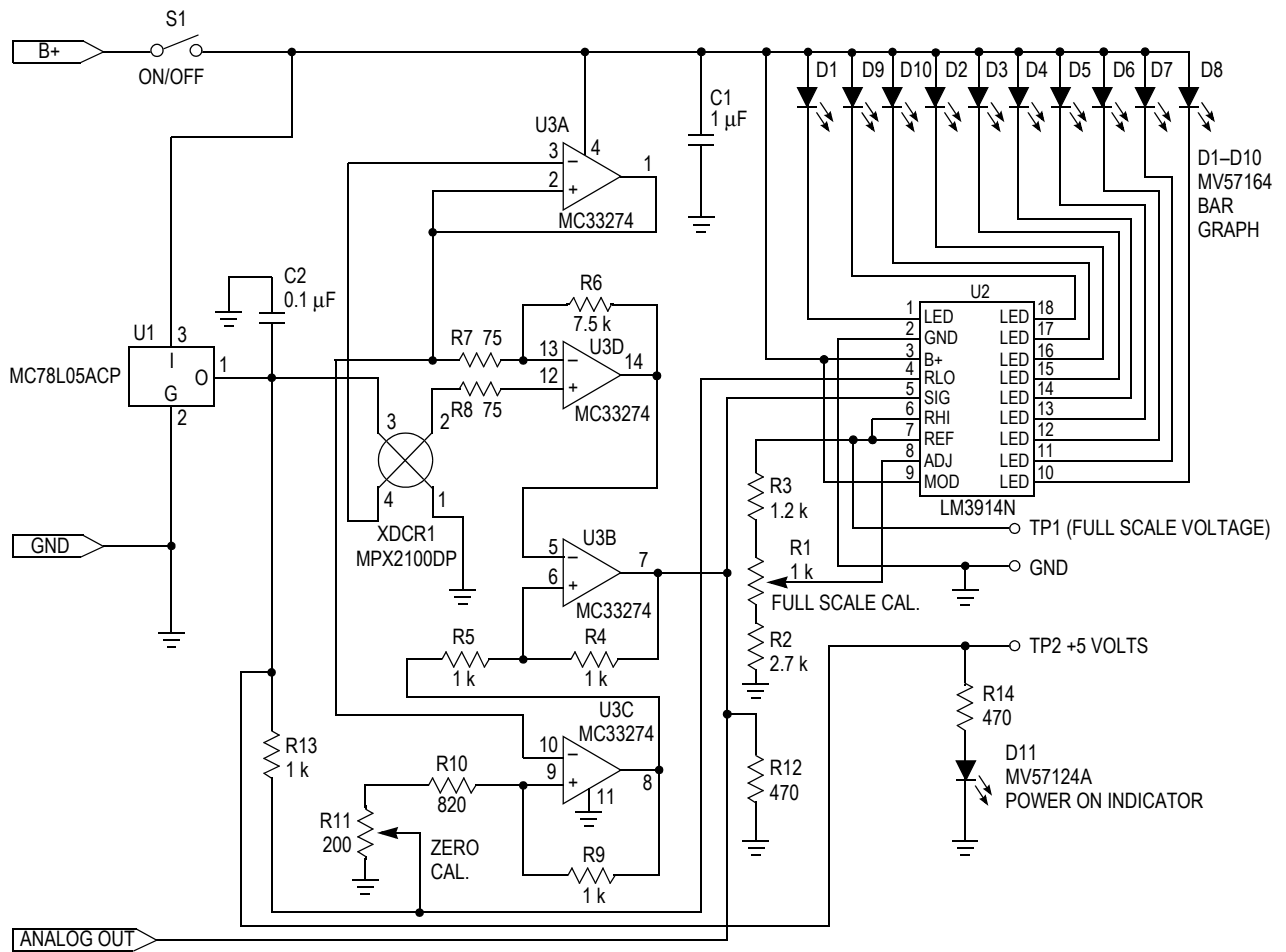 S1
B+
ON/OFF
D1 D9 D10 D2 D3 D4 D5 D6 D7 D8
C1
1 µF
U3A
4
3
–
1
2
+
MC33274
D1–D10
MV57164
BAR
GRAPH
C2
0.1 µF
R6
7.5 k
U1
3
I
O
1
G
2
MC78L05ACP
R7 75
U3D
13
–
14
12
+
R8 75
MC33274
U2
1 LED LED 18
2 GND LED 17
3 B+ LED 16
4 RLO LED 15
5 SIG LED 14
6 RHI LED 13
7 REF LED 12
8 ADJ LED 11
9 MOD LED 10
LM3914N
3 2
4 1
XDCR1
MPX2100DP
R3
1.2 k
TP1 (FULL SCALE VOLTAGE)
GND
U3B
5
–
7
6
+
MC33274
R1
1 k
FULL SCALE CAL.
GND
R5
1 k
R4
1 k
R2
2.7 k
TP2 +5 VOLTS
U3C
MC33274
10
–
9
+
8
11
R14
470
R13
1 k
R10
820
R12
470
D11
MV57124A
POWER ON INDICATOR
R11
200
ZERO
CAL.
R9
1 k
ANALOG OUT